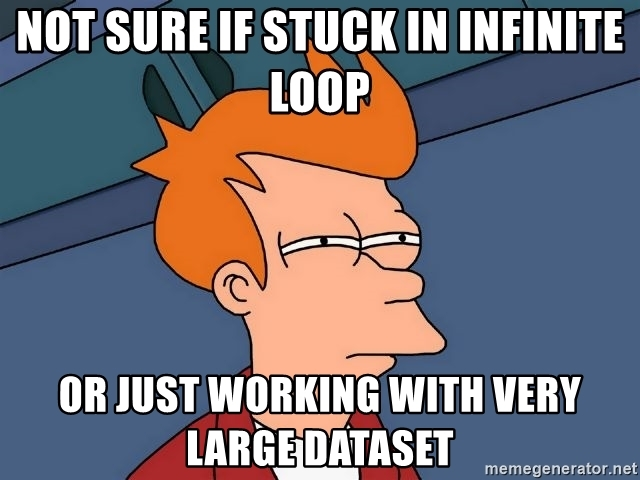 NOT SURE IF STUCK IN INFINITE
LOOP
OR JUST WORKING WITH VERY
LARGE DATASET
memegenerator.net